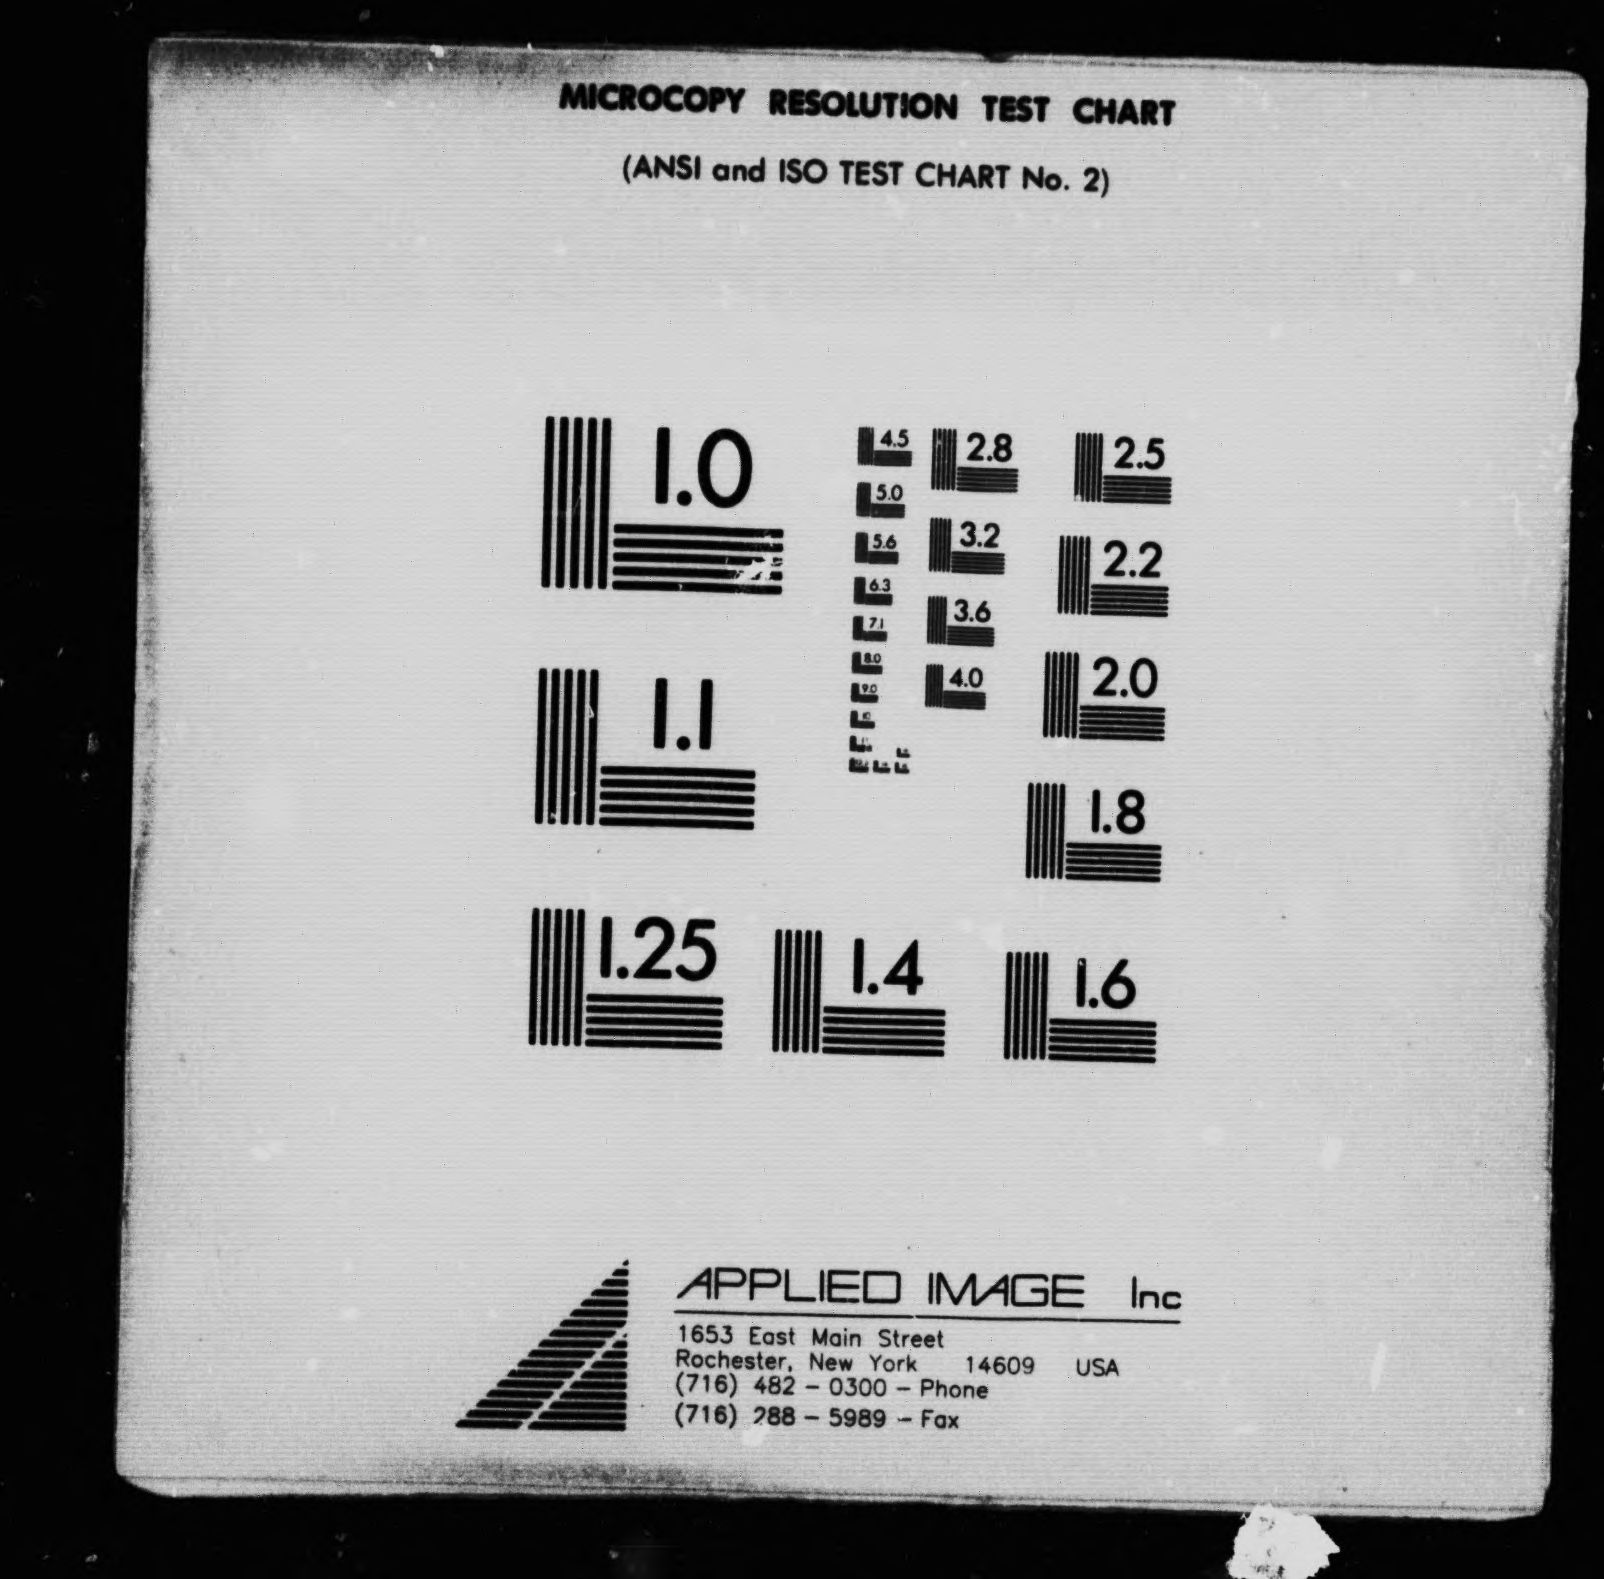 MICROCOPY RESOLUTION TEST CHART
(ANSI and ISO TEST CHART No. 2)
1.0
1.1
1.25
1.4
1.6
1.8
2.0
2.2
2.5
2.8
3.2
3.6
4.0
4.5
5.0
5.6
6.3
7.1
8.0
9.0
APPLIED IMAGE Inc
1653 East Main Street
Rochester, New York 14609 USA
(716) 482 - 0300 - Phone
(716) 288 - 5989 - Fax